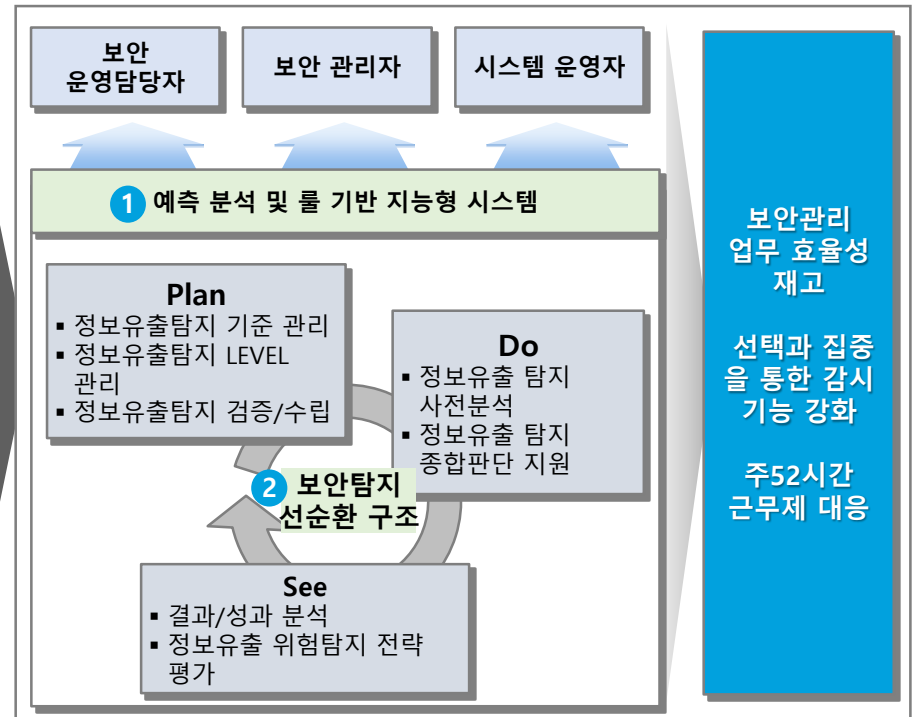 보안
운영담당자
보안 관리자
시스템 운영자
1 예측 분석 및 룰 기반 지능형 시스템
Plan
▪ 정보유출탐지 기준 관리
▪ 정보유출탐지 LEVEL
관리
▪ 정보유출탐지 검증/수립
Do
▪ 정보유출 탐지
사전분석
▪ 정보유출 탐지
종합판단 지원
2 보안탐지
선순환 구조
See
▪ 결과/성과 분석
▪ 정보유출 위험탐지 전략
평가
보안관리
업무 효율성
재고
선택과 집중
을 통한 감시
기능 강화
주52시간
근무제 대응